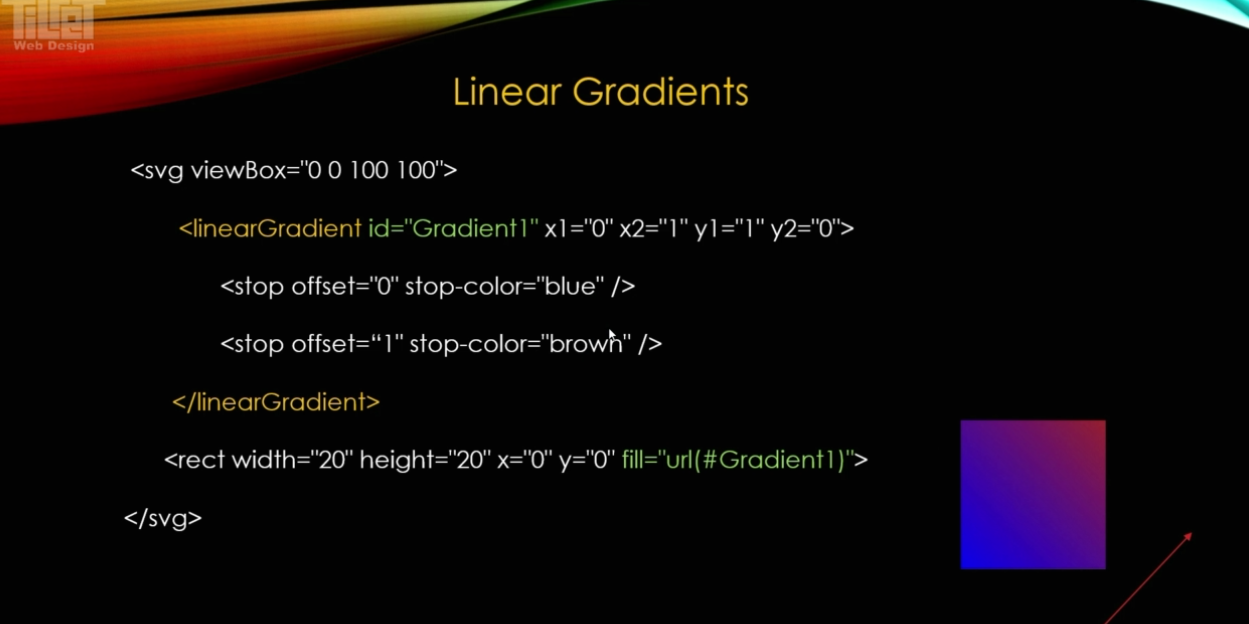 TiLLeT
Web Design
Linear Gradients
<svg viewBox="0 0 100 100">
<linearGradient id="Gradient1" x1="0" x2="1" y1="1" y2="0">
<stop offset="0" stop-color="blue" />
<stop offset=“1" stop-color="brown" />
</linearGradient>
<rect width="20" height="20" x="0" y="0" fill="url(#Gradient1)">
</svg>